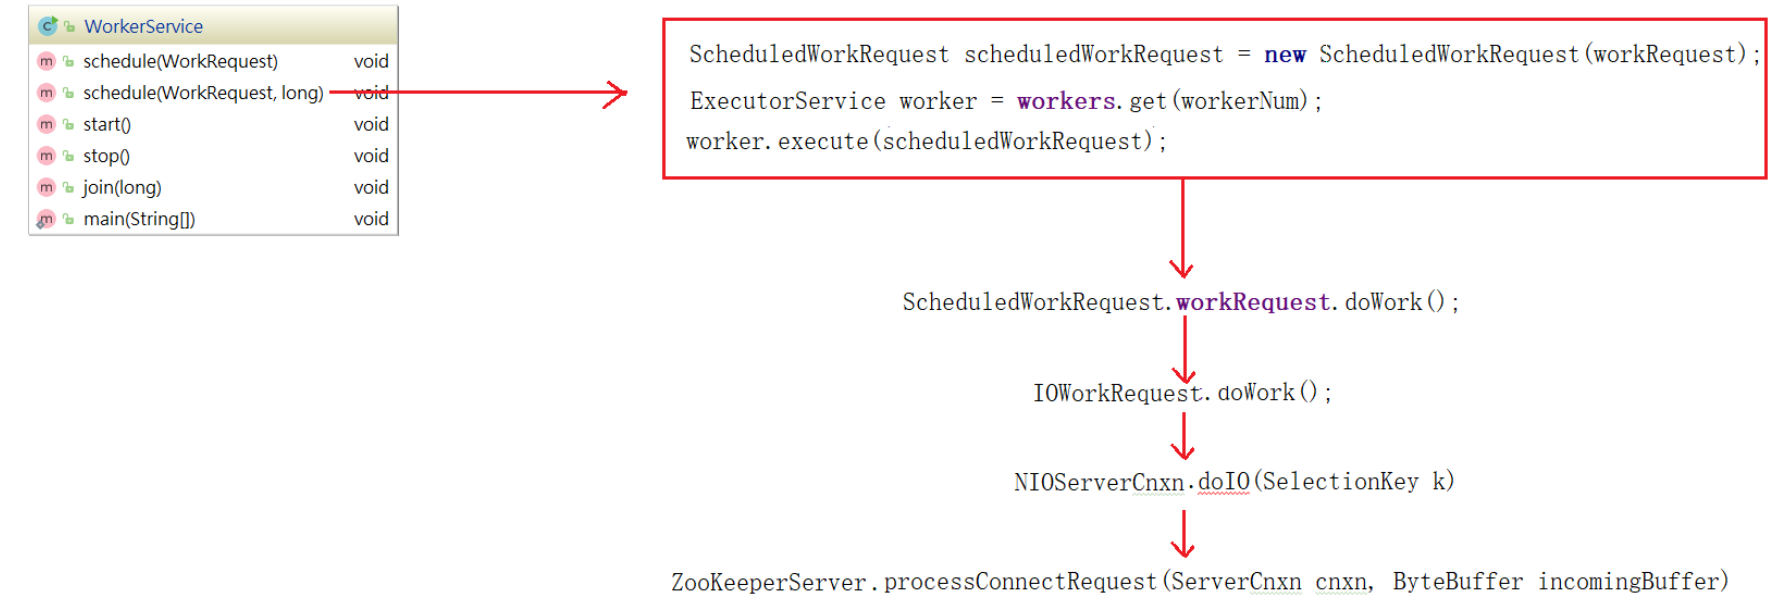 WorkerService
schedule(WorkRequest) void
schedule(WorkRequest, long) void
start() void
stop() void
join(long) void
main(String[]) void
ScheduledWorkRequest scheduledWorkRequest = new ScheduledWorkRequest(workRequest);
ExecutorService worker = workers.get(workerNum);
worker.execute(scheduledWorkRequest);
ScheduledWorkRequest.workRequest.doWork();
IOWorkRequest.doWork();
NIOServerCnxn.doIO(SelectionKey k)
ZooKeeperServer.processConnectRequest(ServerCnxn cnxn, ByteBuffer incomingBuffer)